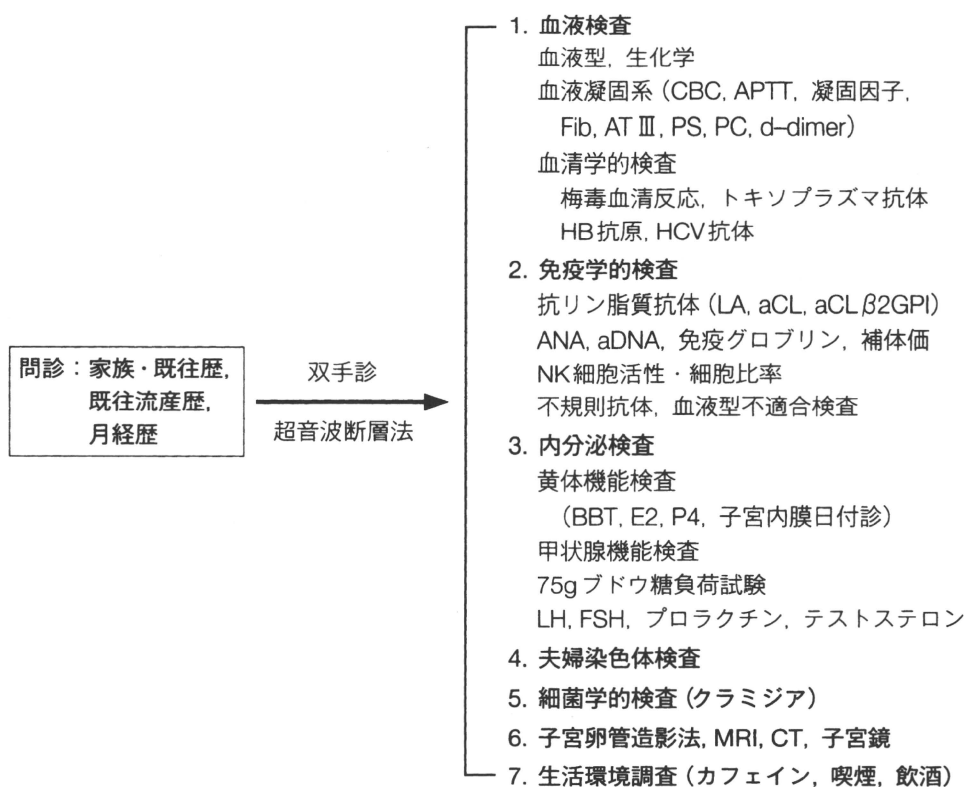 問診：家族・既往歴，
既往流産歴，
月経歴
双手診
超音波断層法
1. 血液検査
血液型，生化学
血液凝固系（CBC, APTT，凝固因子，
Fib, AT Ⅲ, PS, PC, d–dimer）
血清学的検査
梅毒血清反応，トキソプラズマ抗体
HB抗原, HCV抗体
2. 免疫学的検査
抗リン脂質抗体（LA, aCL, aCLβ2GPI）
ANA, aDNA，免疫グロブリン，補体価
NK細胞活性・細胞比率
不規則抗体，血液型不適合検査
3. 内分泌検査
黄体機能検査
（BBT, E2, P4，子宮内膜日付診）
甲状腺機能検査
75gブドウ糖負荷試験
LH, FSH，プロラクチン，テストステロン
4. 夫婦染色体検査
5. 細菌学的検査（クラミジア）
6. 子宮卵管造影法, MRI, CT，子宮鏡
7. 生活環境調査（カフェイン，喫煙，飲酒）